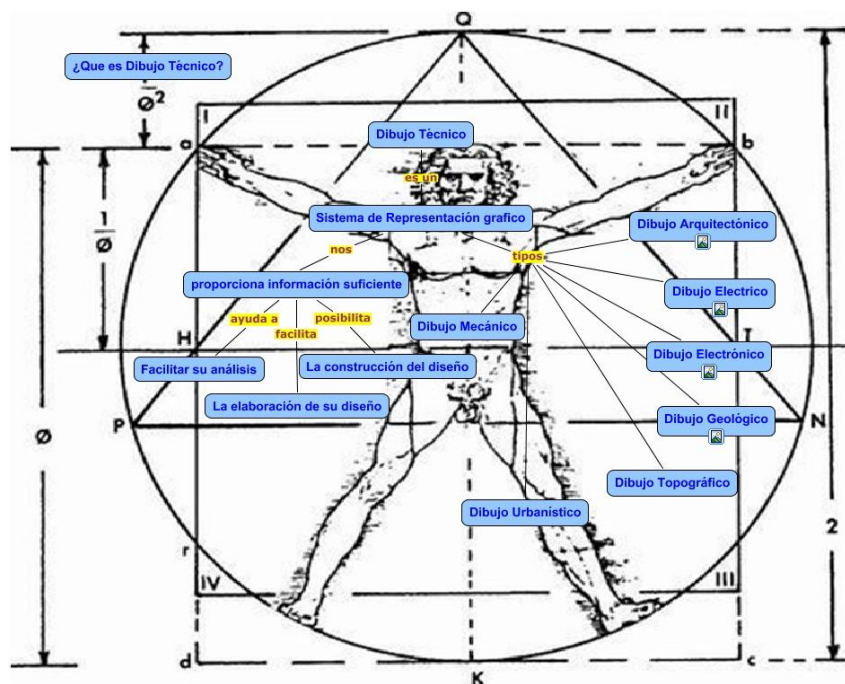 Q
¿Que es Dibujo Técnico?
1
Ø²
I
II
a
b
Dibujo Técnico
es un
Sistema de Representación grafico
1
Ø
Dibujo Arquitectónico
nos
tipos
proporciona información suficiente
Dibujo Electrico
ayuda a
facilita
posibilita
Dibujo Mecánico
H
T
Dibujo Electrónico
Facilitar su análisis
La construcción del diseño
La elaboración de su diseño
Dibujo Geológico
P
N
Ø
Dibujo Topográfico
Dibujo Urbanístico
2
r
IV
III
d
K
c